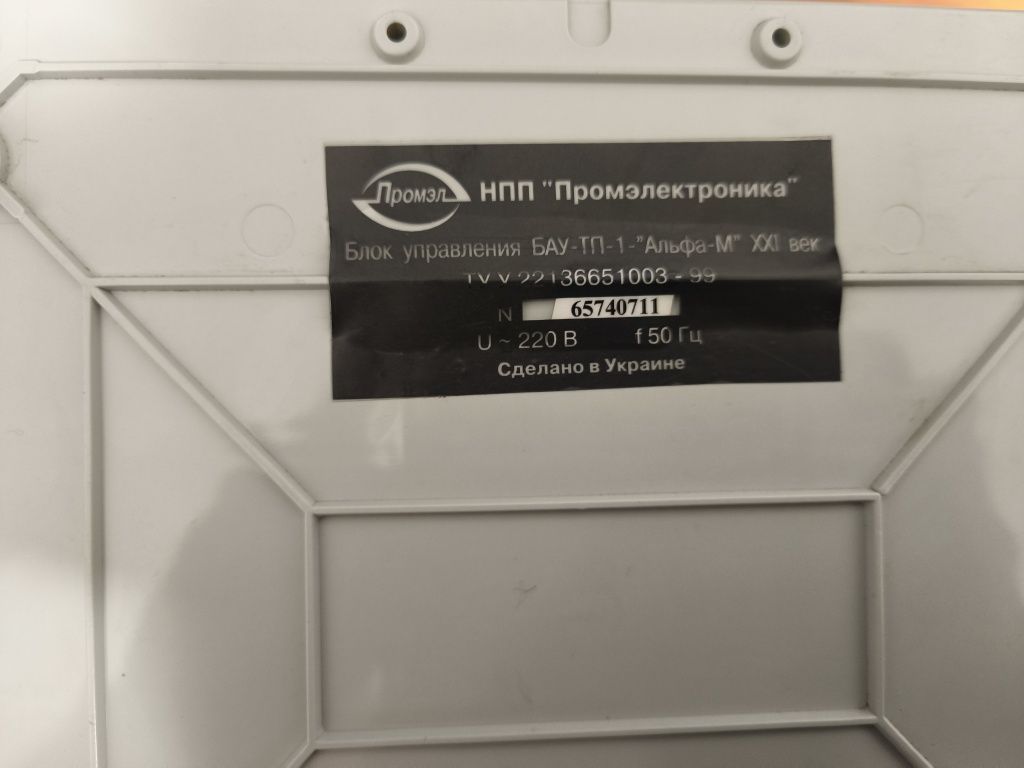 Промэл
НПП "Промэлектроника"
Блок управления БАУ-ТП-1-"Альфа-М" XXI век
ТУ У 22136651003 - 99
N 65740711
U ~ 220 В f 50 Гц
Сделано в Украине